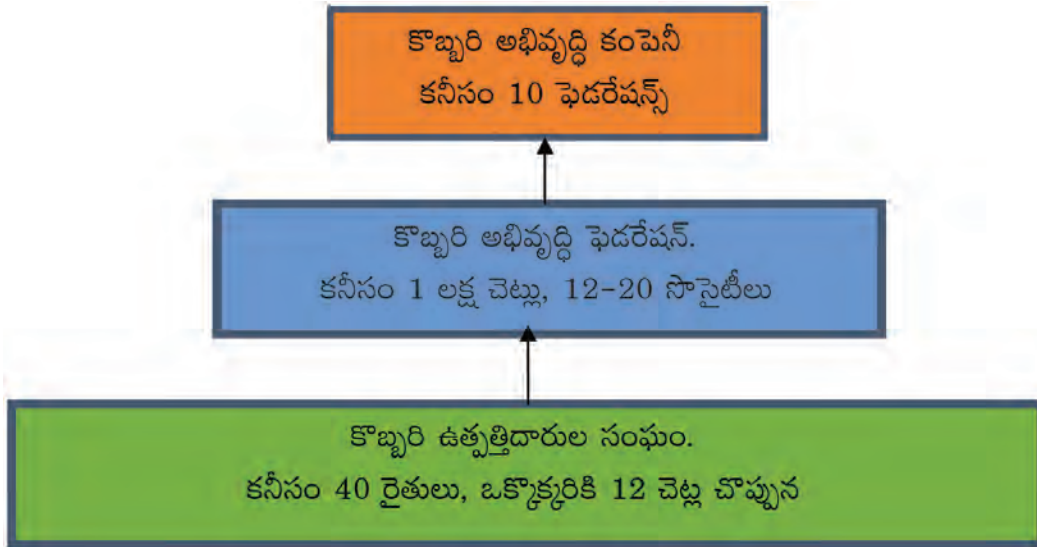 కొబ్బరి అభివృద్ధి కంపెనీ
కనీసం 10 ఫెడరేషన్స్
కొబ్బరి అభివృద్ధి ఫెడరేషన్.
కనీసం 1 లక్ష చెట్లు, 12-20 సొసైటీలు
కొబ్బరి ఉత్పత్తిదారుల సంఘం.
కనీసం 40 రైతులు, ఒక్కొక్కరికి 12 చెట్ల చొప్పున